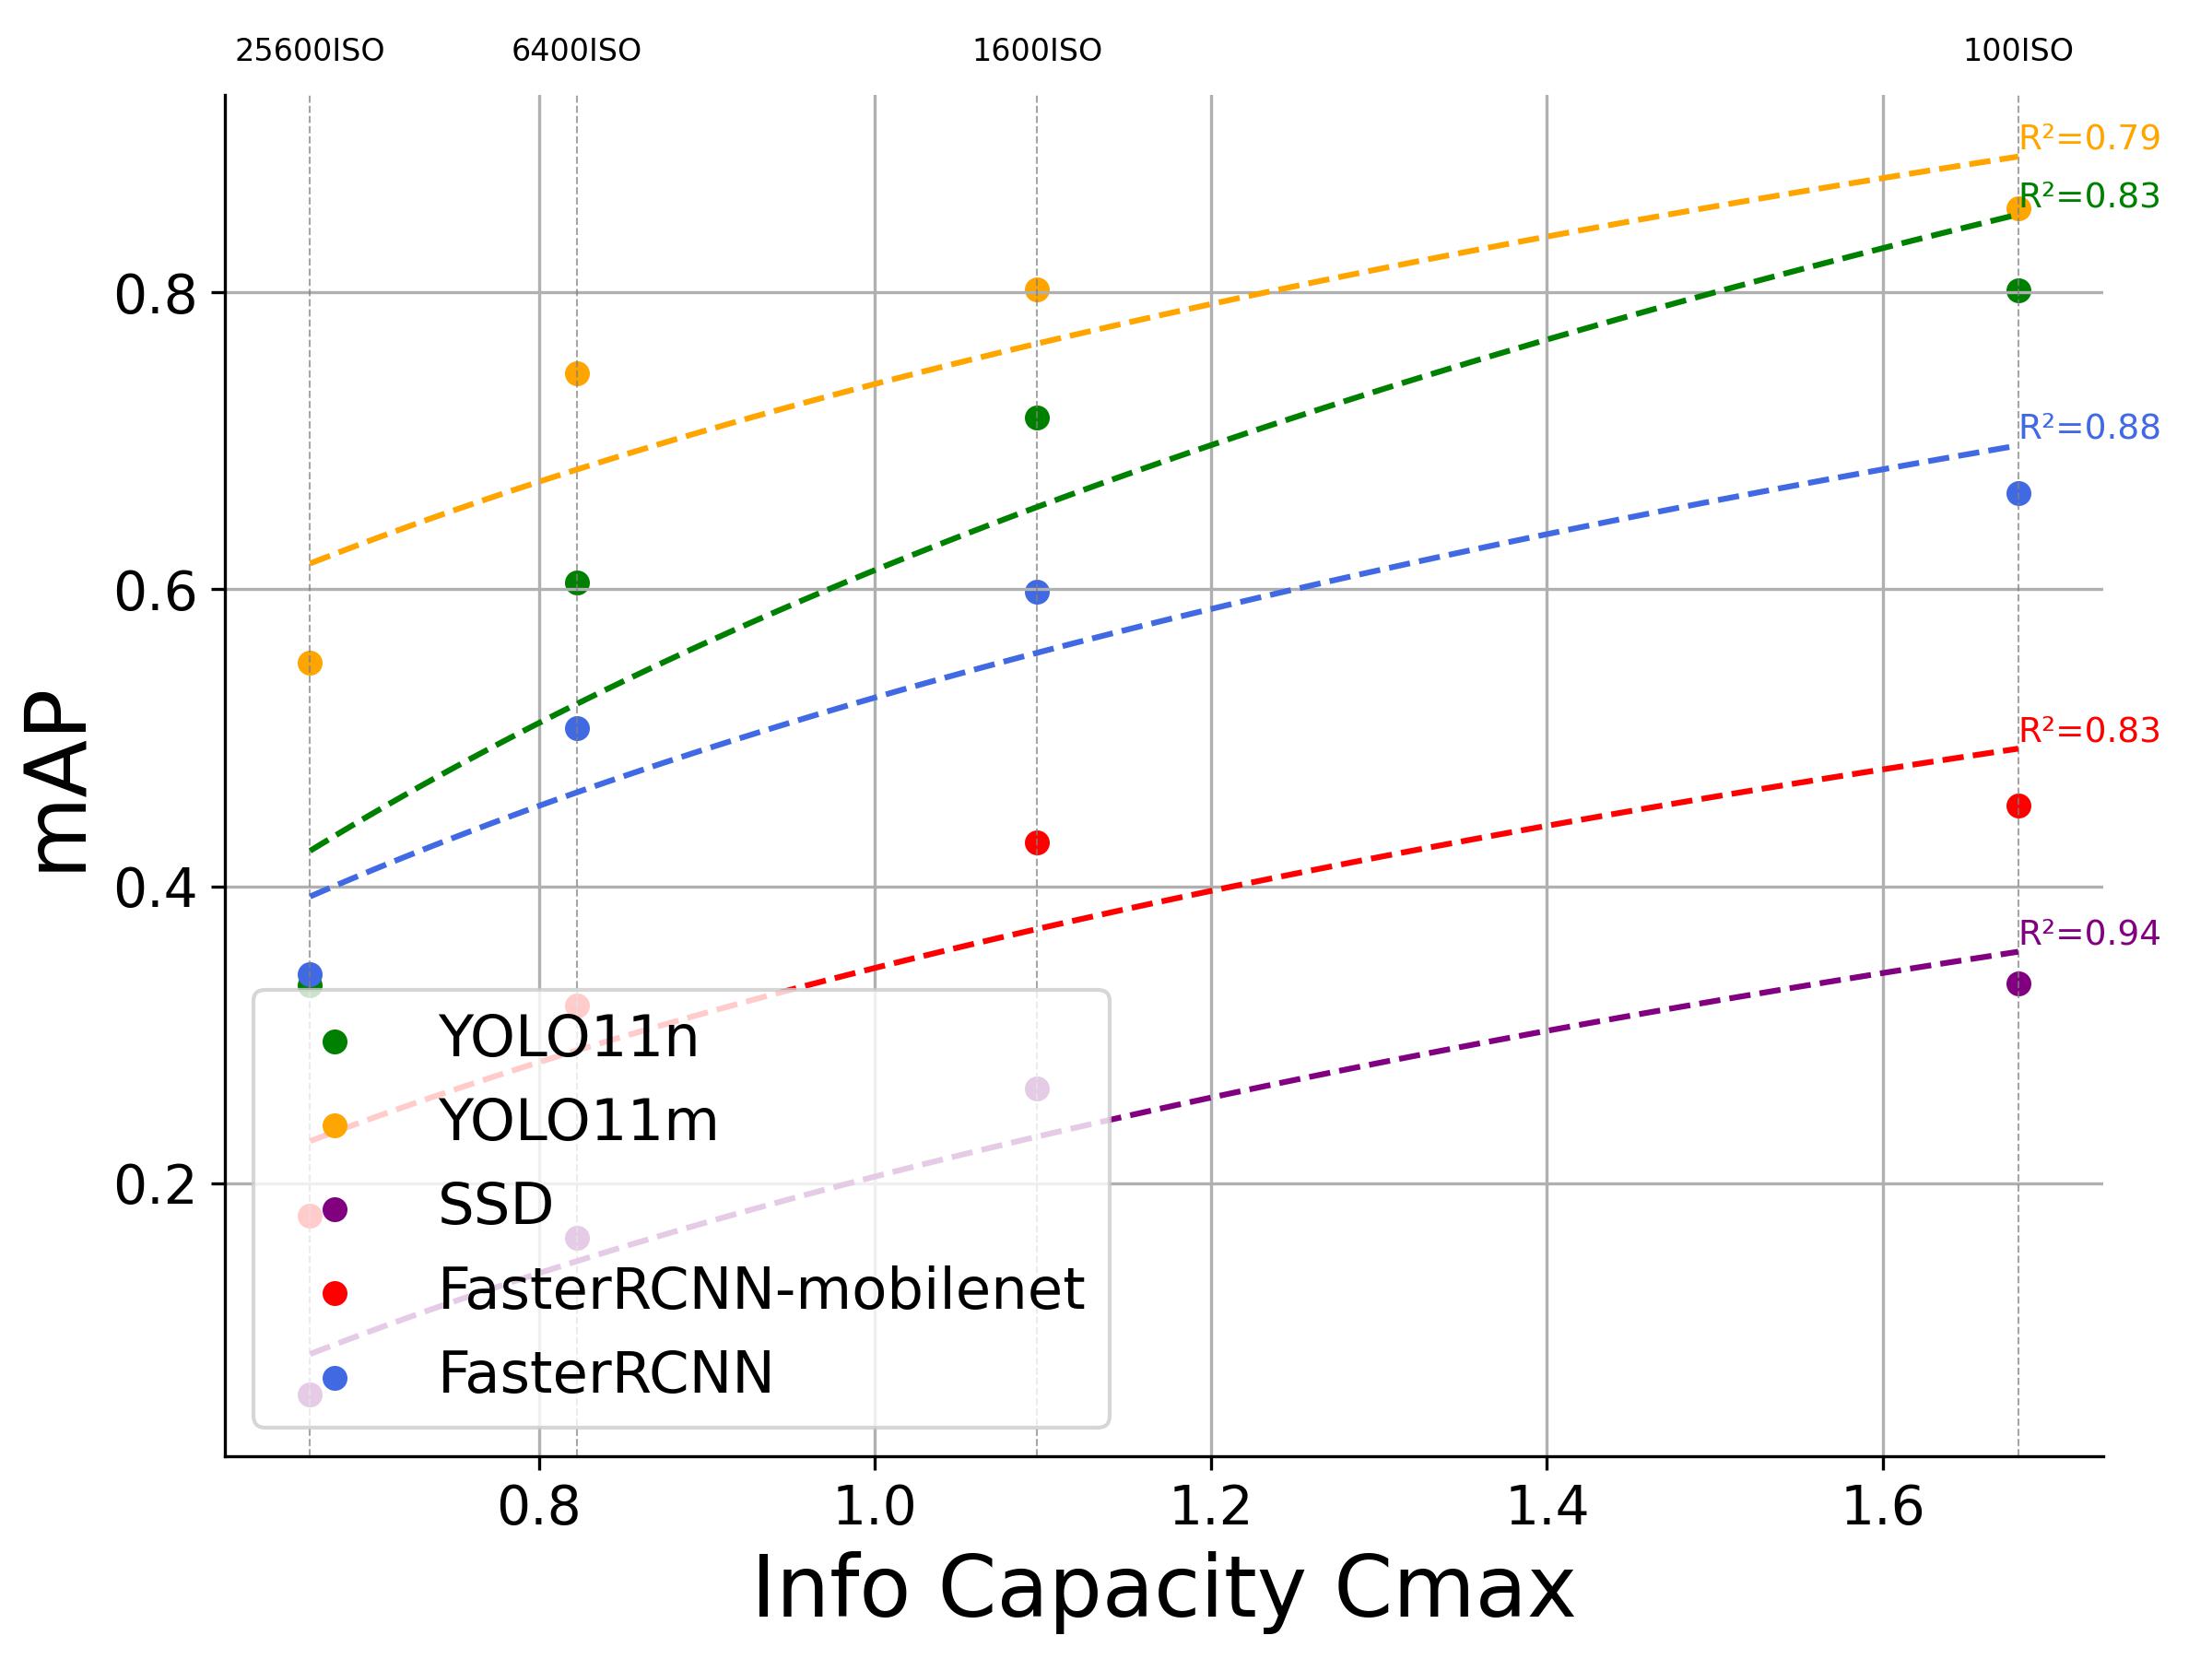 25600ISO 6400ISO 1600ISO 100ISO
R²=0.79
R²=0.83
R²=0.88
R²=0.83
R²=0.94
mAP
0.8
0.6
0.4
0.2
YOLO11n
YOLO11m
SSD
FasterRCNN-mobilenet
FasterRCNN
0.8 1.0 1.2 1.4 1.6
Info Capacity Cmax